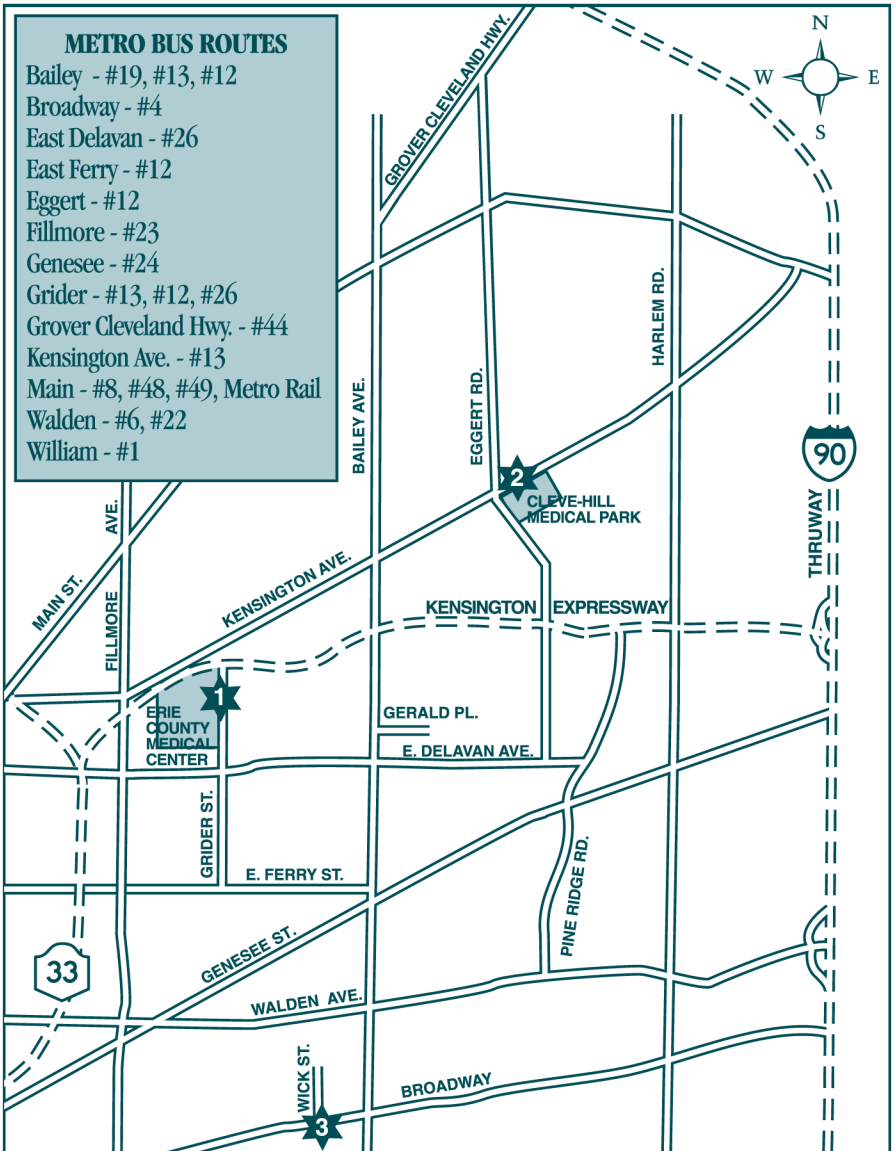 METRO BUS ROUTES
Bailey - #19, #13, #12
Broadway - #4
East Delavan - #26
East Ferry - #12
Eggert - #12
Fillmore - #23
Genesee - #24
Grider - #13, #12, #26
Grover Cleveland Hwy. - #44
Kensington Ave. - #13
Main - #8, #48, #49, Metro Rail
Walden - #6, #22
William - #1
N
W
E
S
GROVER CLEVELAND HWY.
HARLEM RD.
BAILEY AVE.
EGGERT RD.
90
THRUWAY
2
CLEVE-HILL
MEDICAL PARK
FILLMORE AVE.
MAIN ST.
KENSINGTON AVE.
KENSINGTON EXPRESSWAY
1
ERIE
COUNTY
MEDICAL
CENTER
GERALD PL.
E. DELAVAN AVE.
GRIDER ST.
E. FERRY ST.
PINE RIDGE RD.
GENESEE ST.
33
WALDEN AVE.
WICK ST.
BROADWAY
3